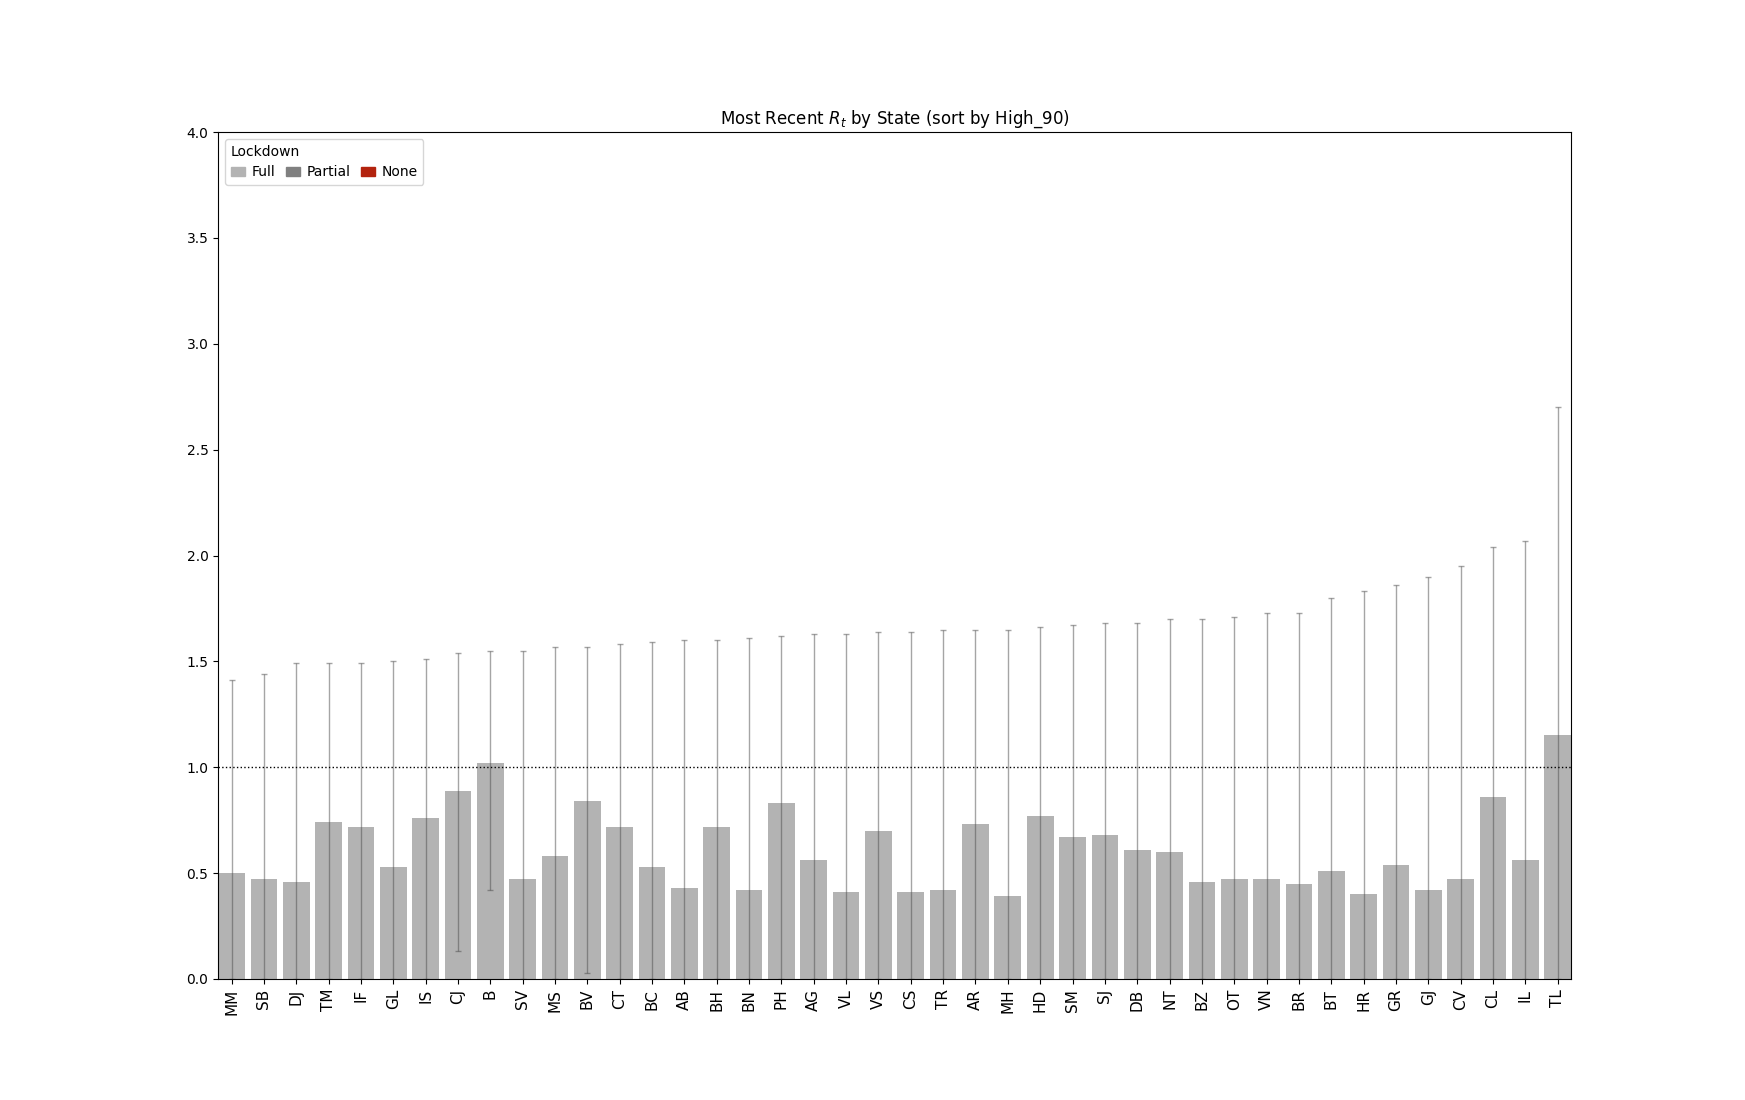 Most Recent Rt by State (sort by High_90)
4.0
Lockdown
Full Partial None
3.5
3.0
2.5
2.0
1.5
1.0
0.5
0.0
MM SB DJ TM IF GL IS CJ B SV MS BV CT BC AB BH BN PH AG VL VS CS TR AR MH HD SM SJ DB NT BZ OT VN BR BT HR GR GJ CV CL IL TL